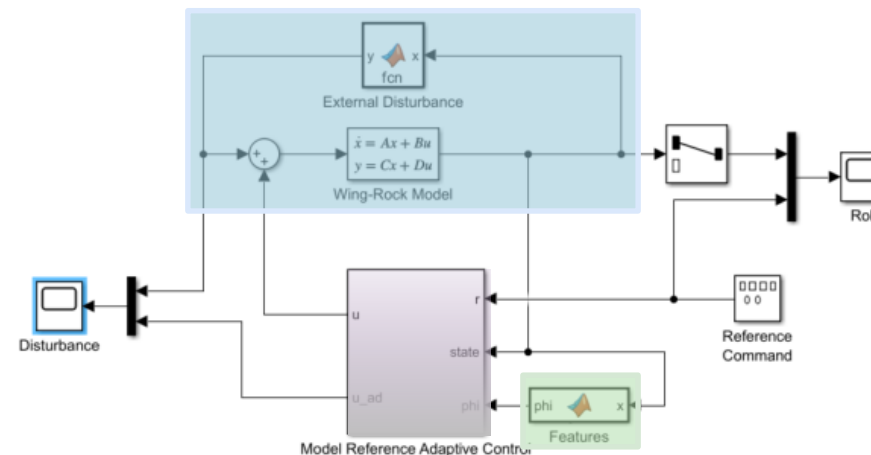 y x
fcn
External Disturbance
+
+
ẋ = Ax + Bu
y = Cx + Du
Wing-Rock Model
Rol
u
r
Disturbance
state
Reference
Command
u_ad
phi
phi x
Features
Model Reference Adaptive Control